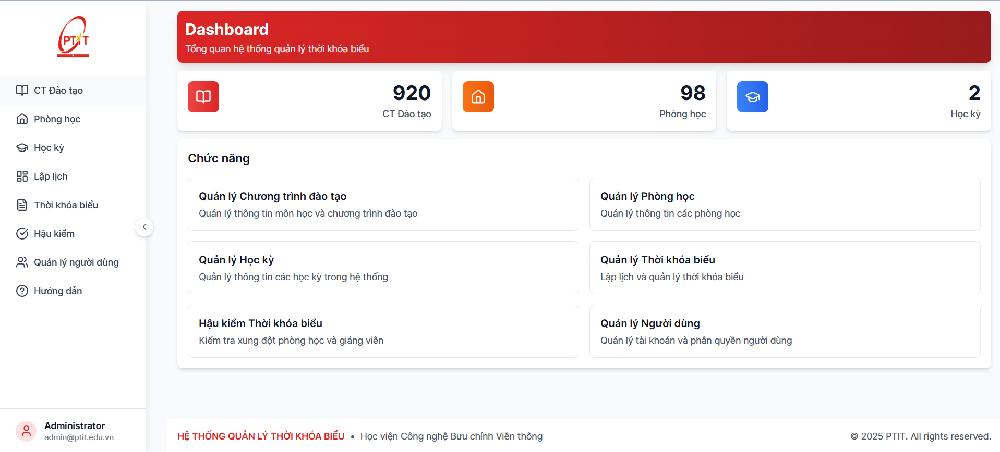 PTIT
CT Đào tạo
Phòng học
Học kỳ
Lập lịch
Thời khóa biểu
Hậu kiểm
Quản lý người dùng
Hướng dẫn
Administrator
admin@ptit.edu.vn
Dashboard
Tổng quan hệ thống quản lý thời khóa biểu
920
CT Đào tạo
98
Phòng học
2
Học kỳ
Chức năng
Quản lý Chương trình đào tạo
Quản lý thông tin môn học và chương trình đào tạo
Quản lý Phòng học
Quản lý thông tin các phòng học
Quản lý Học kỳ
Quản lý thông tin các học kỳ trong hệ thống
Quản lý Thời khóa biểu
Lập lịch và quản lý thời khóa biểu
Hậu kiểm Thời khóa biểu
Kiểm tra xung đột phòng học và giảng viên
Quản lý Người dùng
Quản lý tài khoản và phân quyền người dùng
HỆ THỐNG QUẢN LÝ THỜI KHÓA BIỂU • Học viện Công nghệ Bưu chính Viễn thông
© 2025 PTIT. All rights reserved.